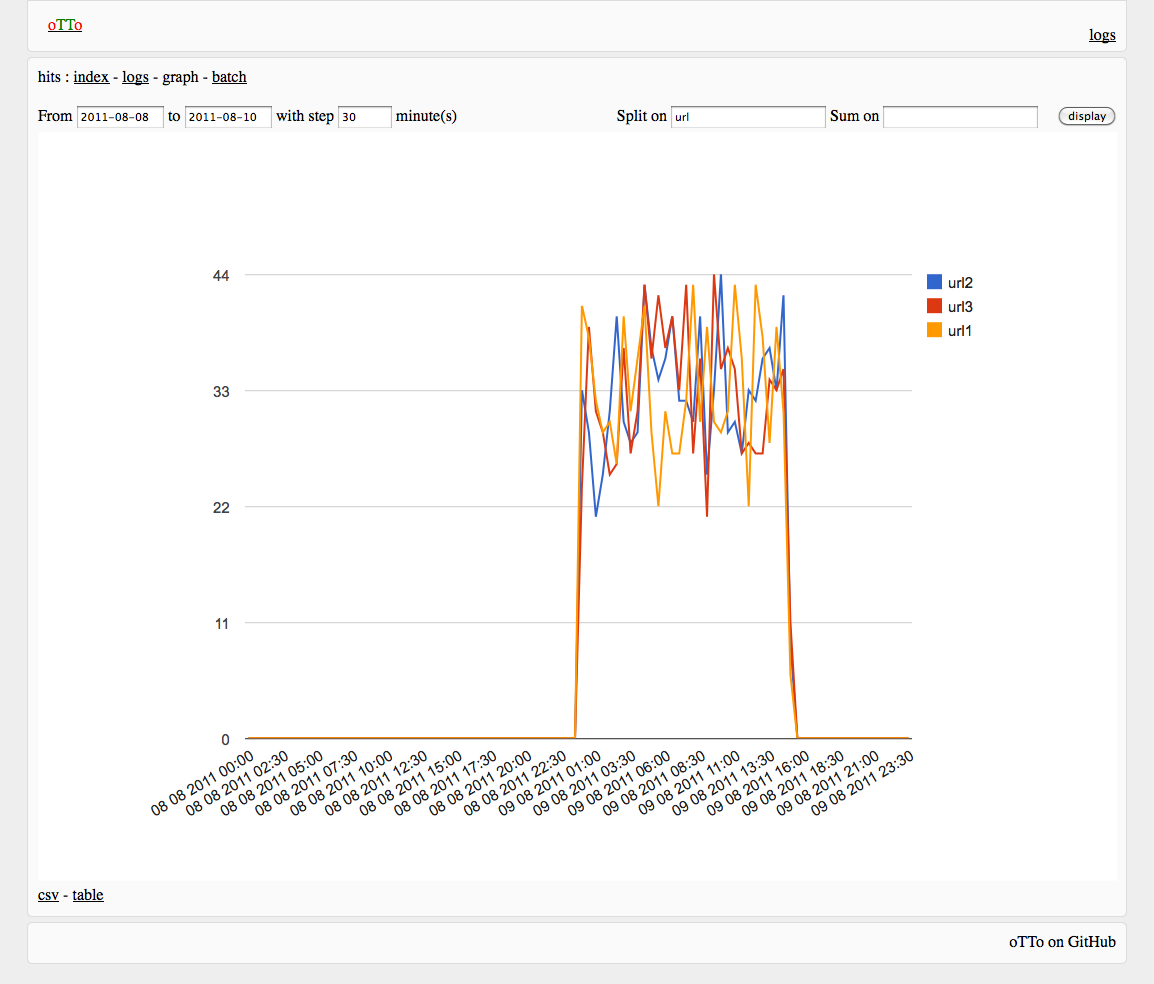 oTTo
logs
hits : index - logs - graph - batch
From 2011-08-08 to 2011-08-10 with step 30 minute(s) Split on url Sum on display
44
33
22
11
0
url2
url3
url1
08 08 2011 00:00
08 08 2011 02:30
08 08 2011 05:00
08 08 2011 07:30
08 08 2011 10:00
08 08 2011 12:30
08 08 2011 15:00
08 08 2011 17:30
08 08 2011 20:00
08 08 2011 22:30
09 08 2011 01:00
09 08 2011 03:30
09 08 2011 06:00
09 08 2011 08:30
09 08 2011 11:00
09 08 2011 13:30
09 08 2011 16:00
09 08 2011 18:30
09 08 2011 21:00
09 08 2011 23:30
csv - table
oTTo on GitHub